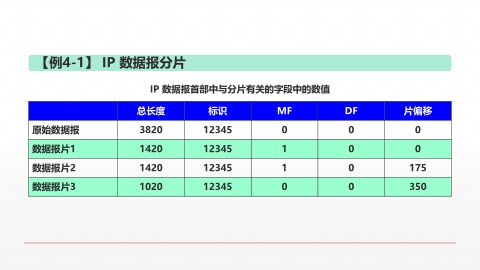 【例4-1】 IP 数据报分片
IP 数据报首部中与分片有关的字段中的数值
总长度 标识 MF DF 片偏移
原始数据报 3820 12345 0 0 0
数据报片1 1420 12345 1 0 0
数据报片2 1420 12345 1 0 175
数据报片3 1020 12345 0 0 350